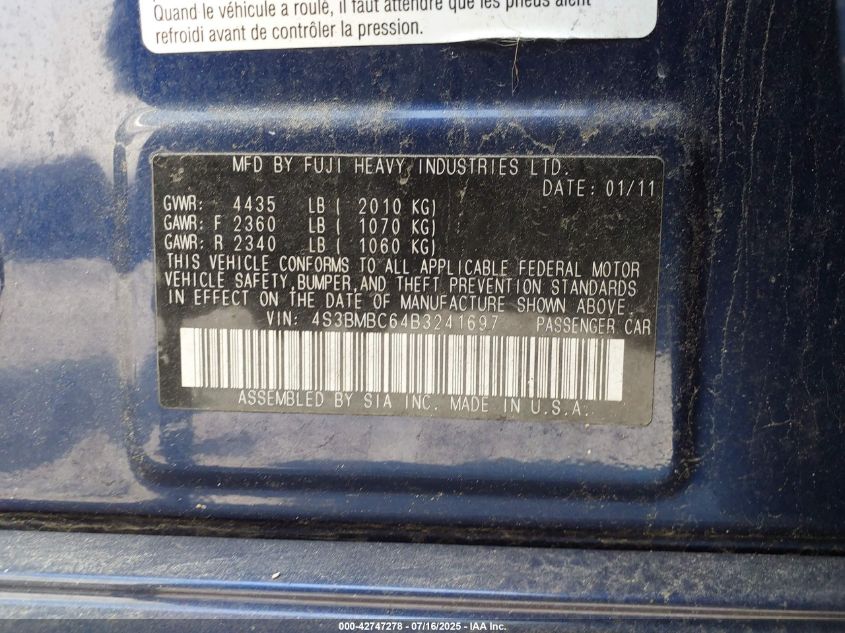 Quand le véhicule a roulé, il faut attendre que les pneus aient
refroidi avant de contrôler la pression.
MFD BY FUJI HEAVY INDUSTRIES LTD.
DATE: 01/11
GVWR: 4435 LB ( 2010 KG)
GAWR: F 2360 LB ( 1070 KG)
GAWR: R 2340 LB ( 1060 KG)
THIS VEHICLE CONFORMS TO ALL APPLICABLE FEDERAL MOTOR
VEHICLE SAFETY, BUMPER, AND THEFT PREVENTION STANDARDS
IN EFFECT ON THE DATE OF MANUFACTURE SHOWN ABOVE.
VIN: 4S3BMBC64B3241697 PASSENGER CAR
ASSEMBLED BY SIA INC. MADE IN U.S.A.
000-42747278 - 07/16/2025 - IAA Inc.